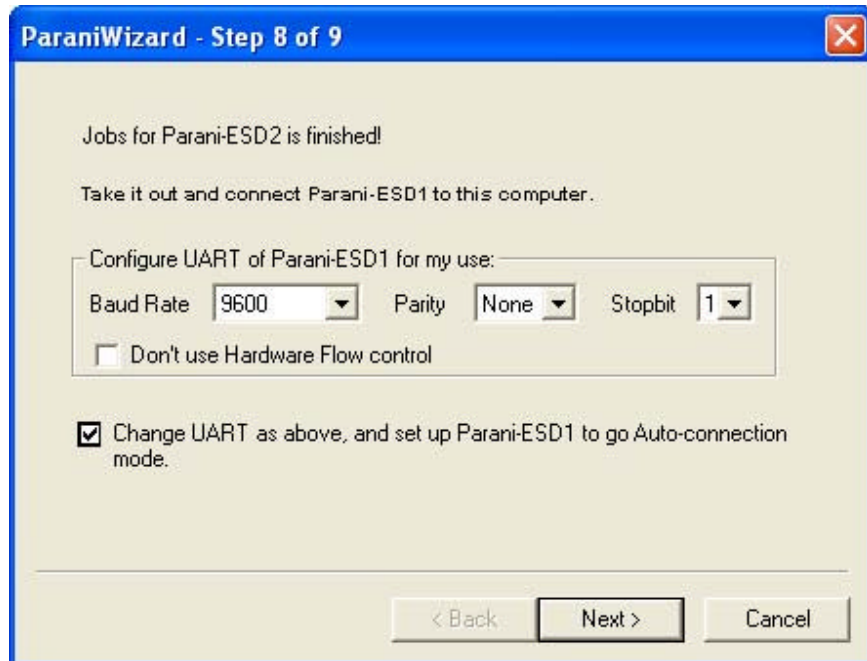 ParaniWizard - Step 8 of 9
Jobs for Parani-ESD2 is finished!
Take it out and connect Parani-ESD1 to this computer.
Configure UART of Parani-ESD1 for my use:
Baud Rate 9600 Parity None Stopbit 1
Don't use Hardware Flow control
Change UART as above, and set up Parani-ESD1 to go Auto-connection
mode.
< Back Next > Cancel